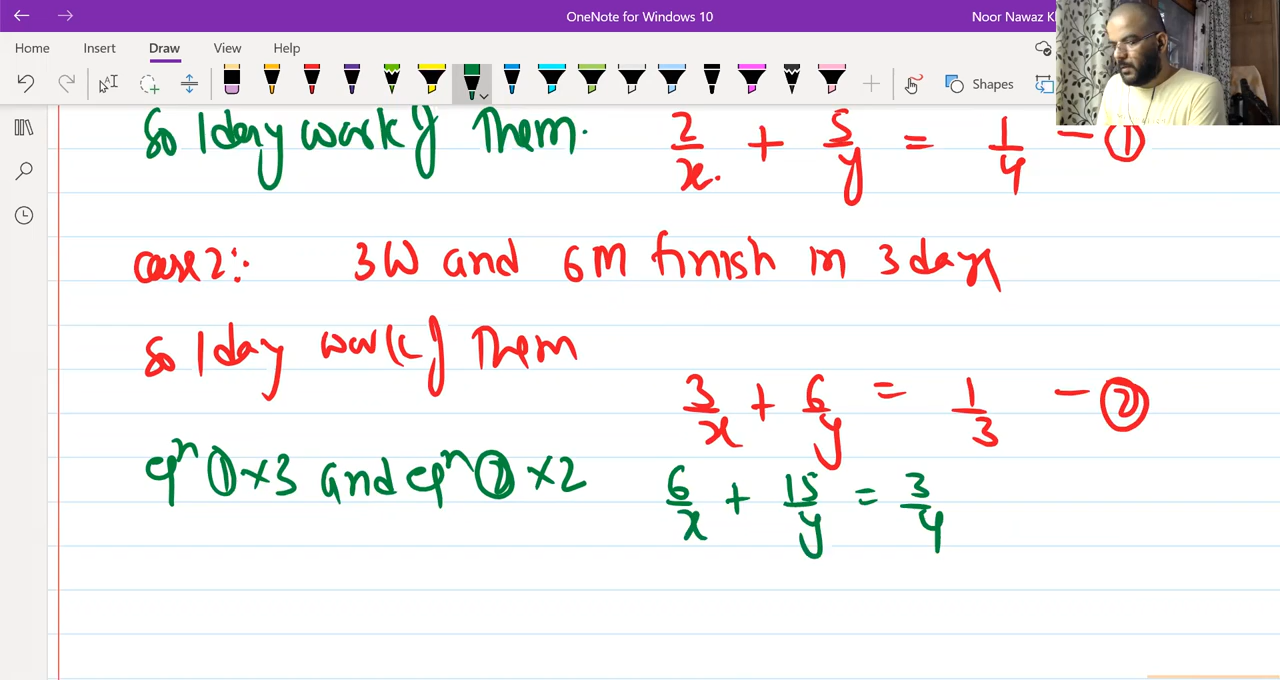 OneNote for Windows 10
Noor Nawaz K
Home Insert Draw View Help
Shapes
So 1day work of Them. 2/x + 5/y = 1/4 - ①
case 2:- 3W and 6M finish in 3 days
So 1day work of Them
3/x + 6/y = 1/3 - ②
eqⁿ ①×3 and eqⁿ ②×2 6/x + 15/y = 3/4